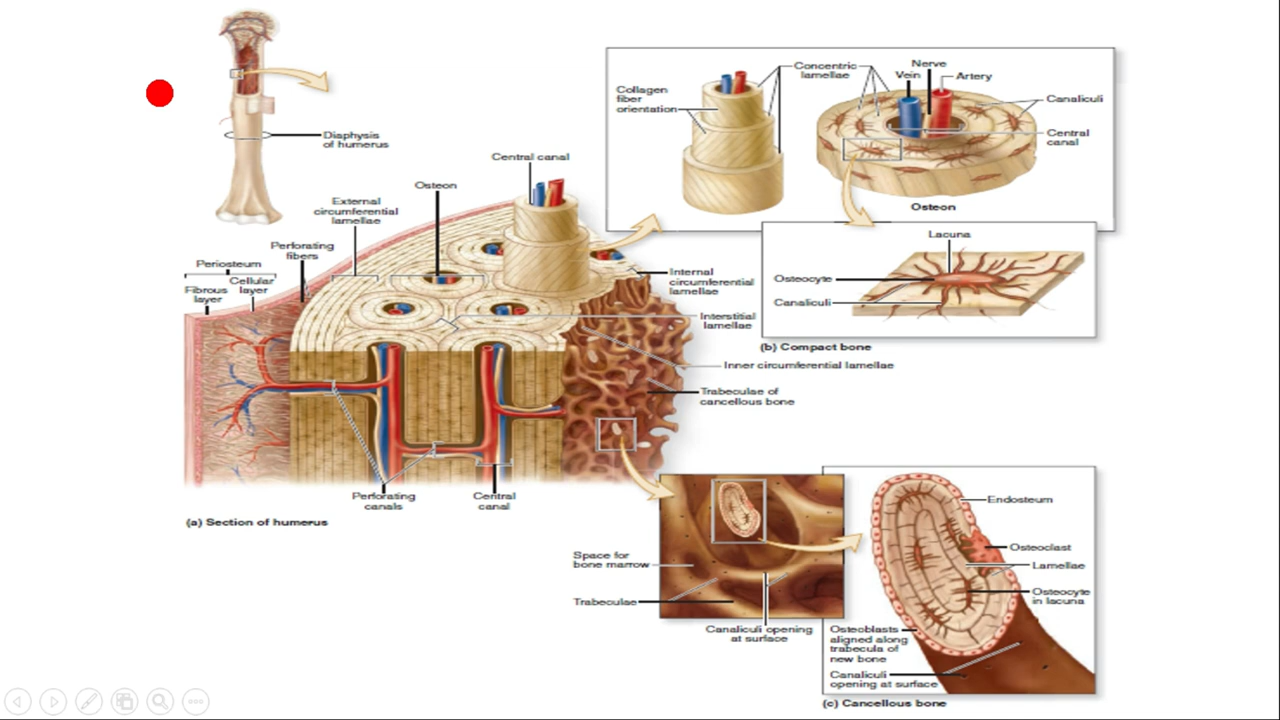 Diaphysis
of humerus
Central canal
Osteon
External
circumferential
lamellae
Perforating
fibers
Periosteum
Fibrous
layer
Cellular
layer
Internal
circumferential
lamellae
Interstitial
lamellae
Inner circumferential lamellae
Trabeculae of
cancellous bone
Perforating
canals
Central
canal
(a) Section of humerus
Collagen
fiber
orientation
Concentric
lamellae
Vein
Nerve
Artery
Canaliculi
Central
canal
Osteon
Lacuna
Osteocyte
Canaliculi
(b) Compact bone
Space for
bone marrow
Trabeculae
Canaliculi opening
at surface
Endosteum
Osteoclast
Lamellae
Osteocyte
in lacuna
Osteoblasts
aligned along
trabecula of
new bone
Canaliculi
opening at surface
(c) Cancellous bone